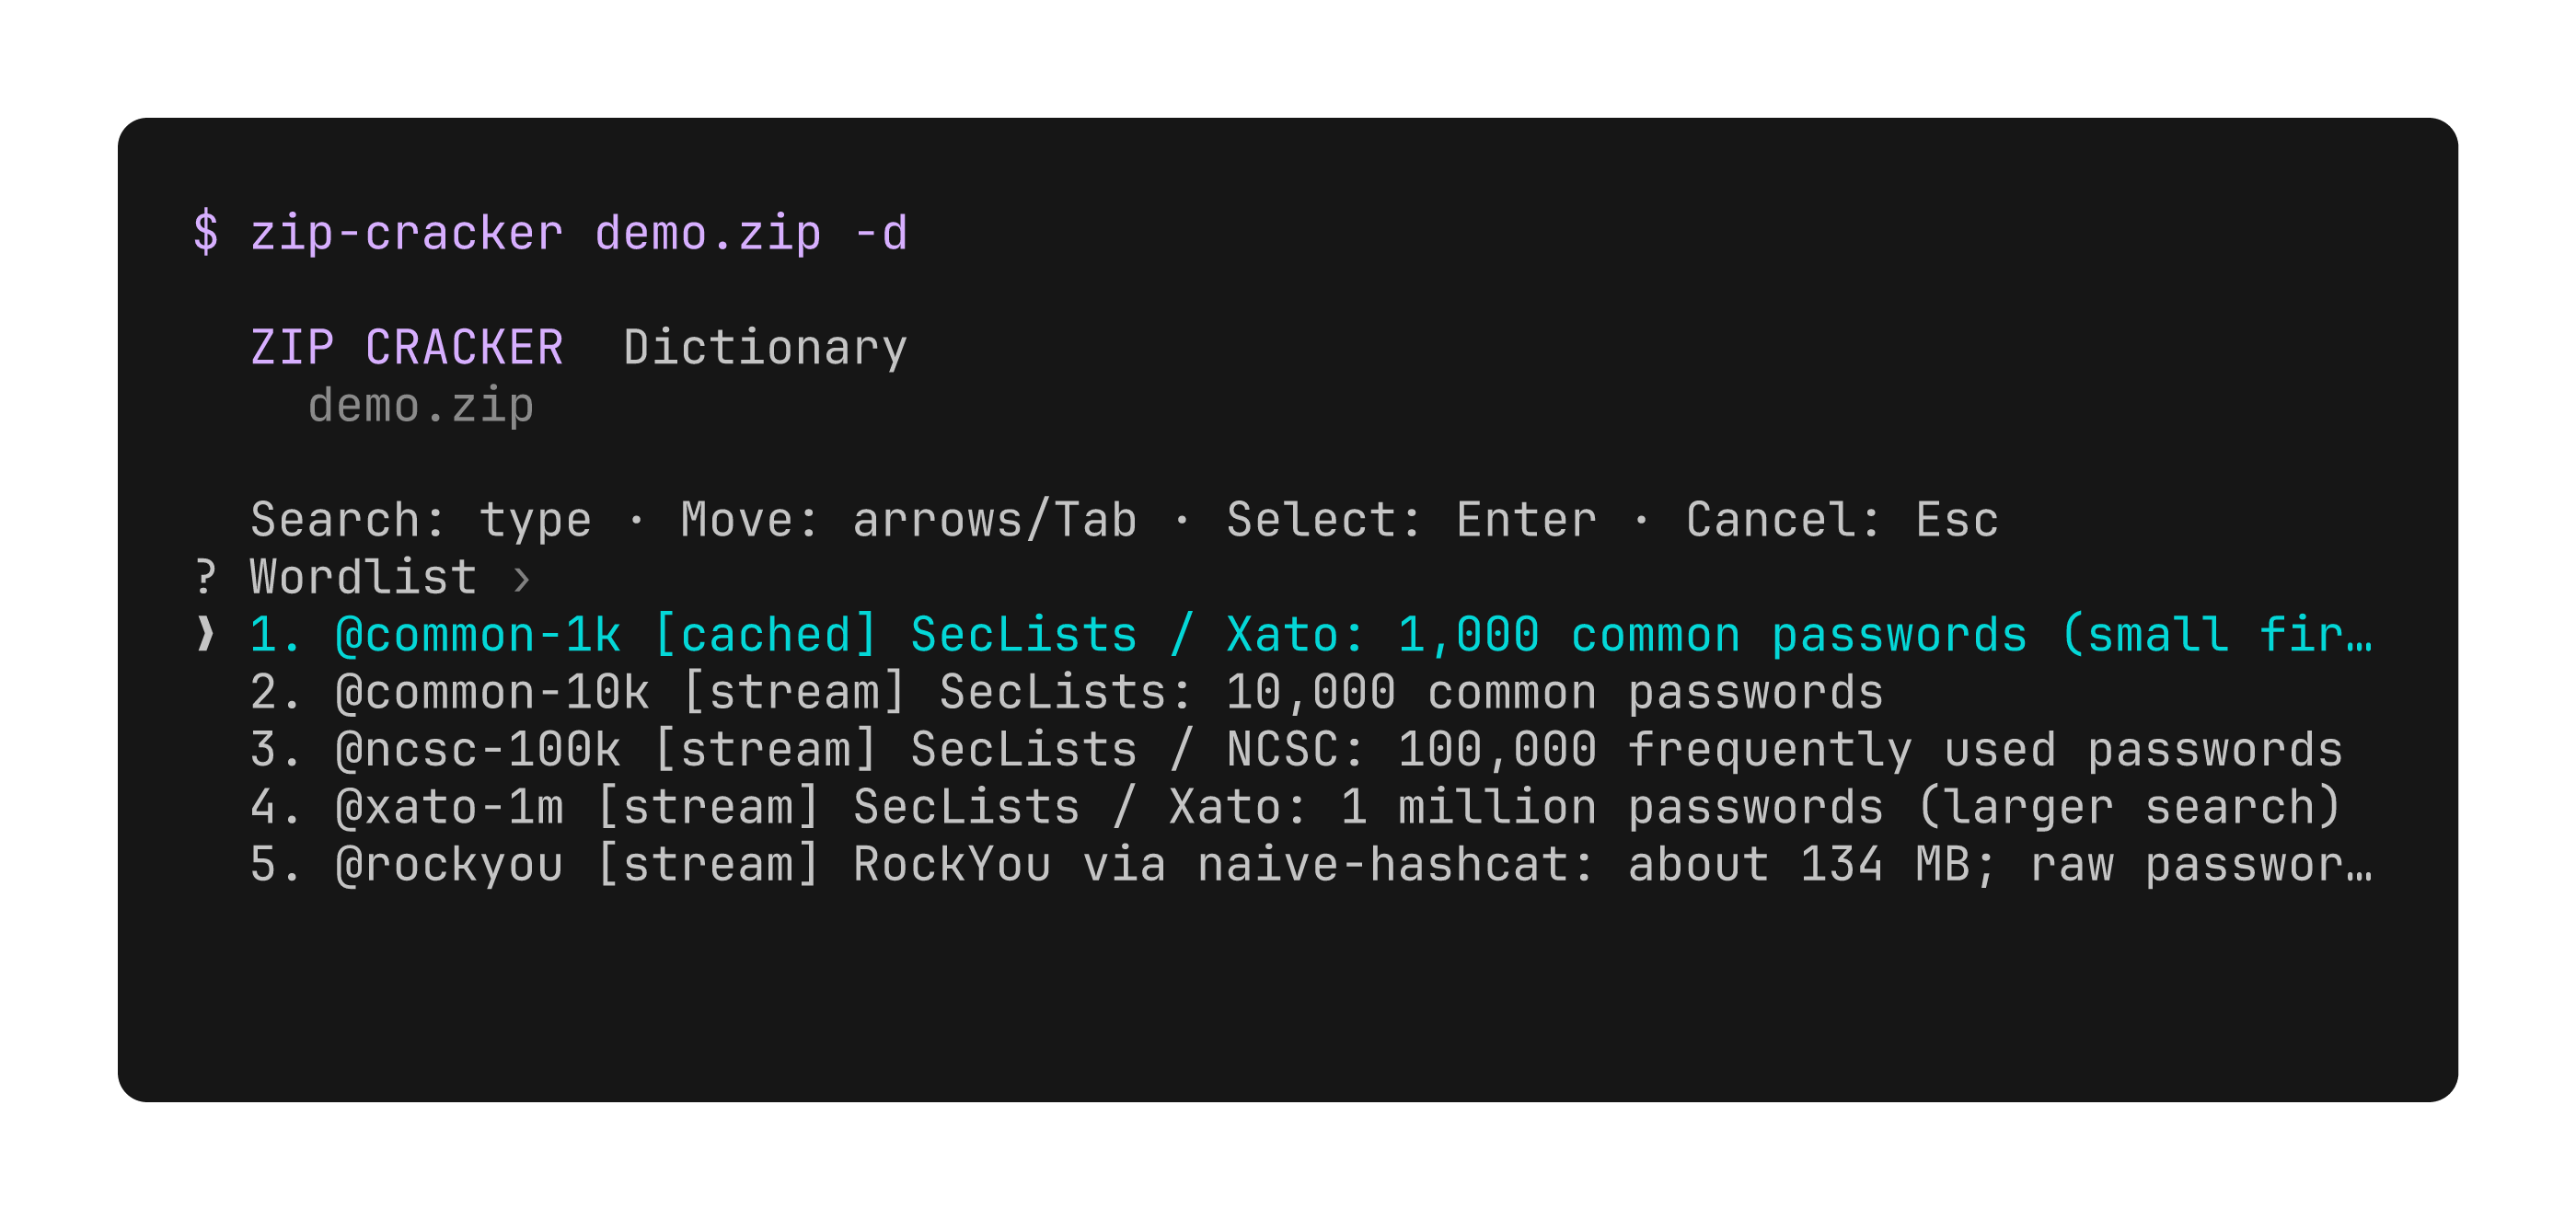 $ zip-cracker demo.zip -d
ZIP CRACKER  Dictionary
demo.zip
Search: type · Move: arrows/Tab · Select: Enter · Cancel: Esc
? Wordlist ›
❱ 1. @common-1k [cached] SecLists / Xato: 1,000 common passwords (small fir…
2. @common-10k [stream] SecLists: 10,000 common passwords
3. @ncsc-100k [stream] SecLists / NCSC: 100,000 frequently used passwords
4. @xato-1m [stream] SecLists / Xato: 1 million passwords (larger search)
5. @rockyou [stream] RockYou via naive-hashcat: about 134 MB; raw passwor…